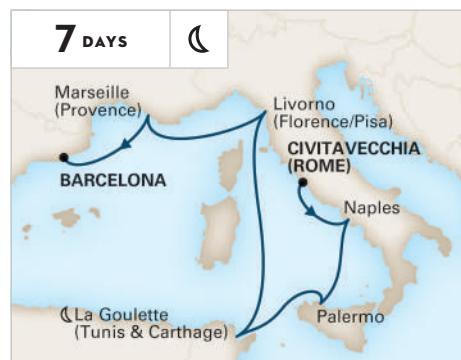 7 DAYS
Marseille
(Provence)
Livorno
(Florence/Pisa)
CIVITAVECCHIA
(ROME)
BARCELONA
Naples
La Goulette
(Tunis & Carthage)
Palermo